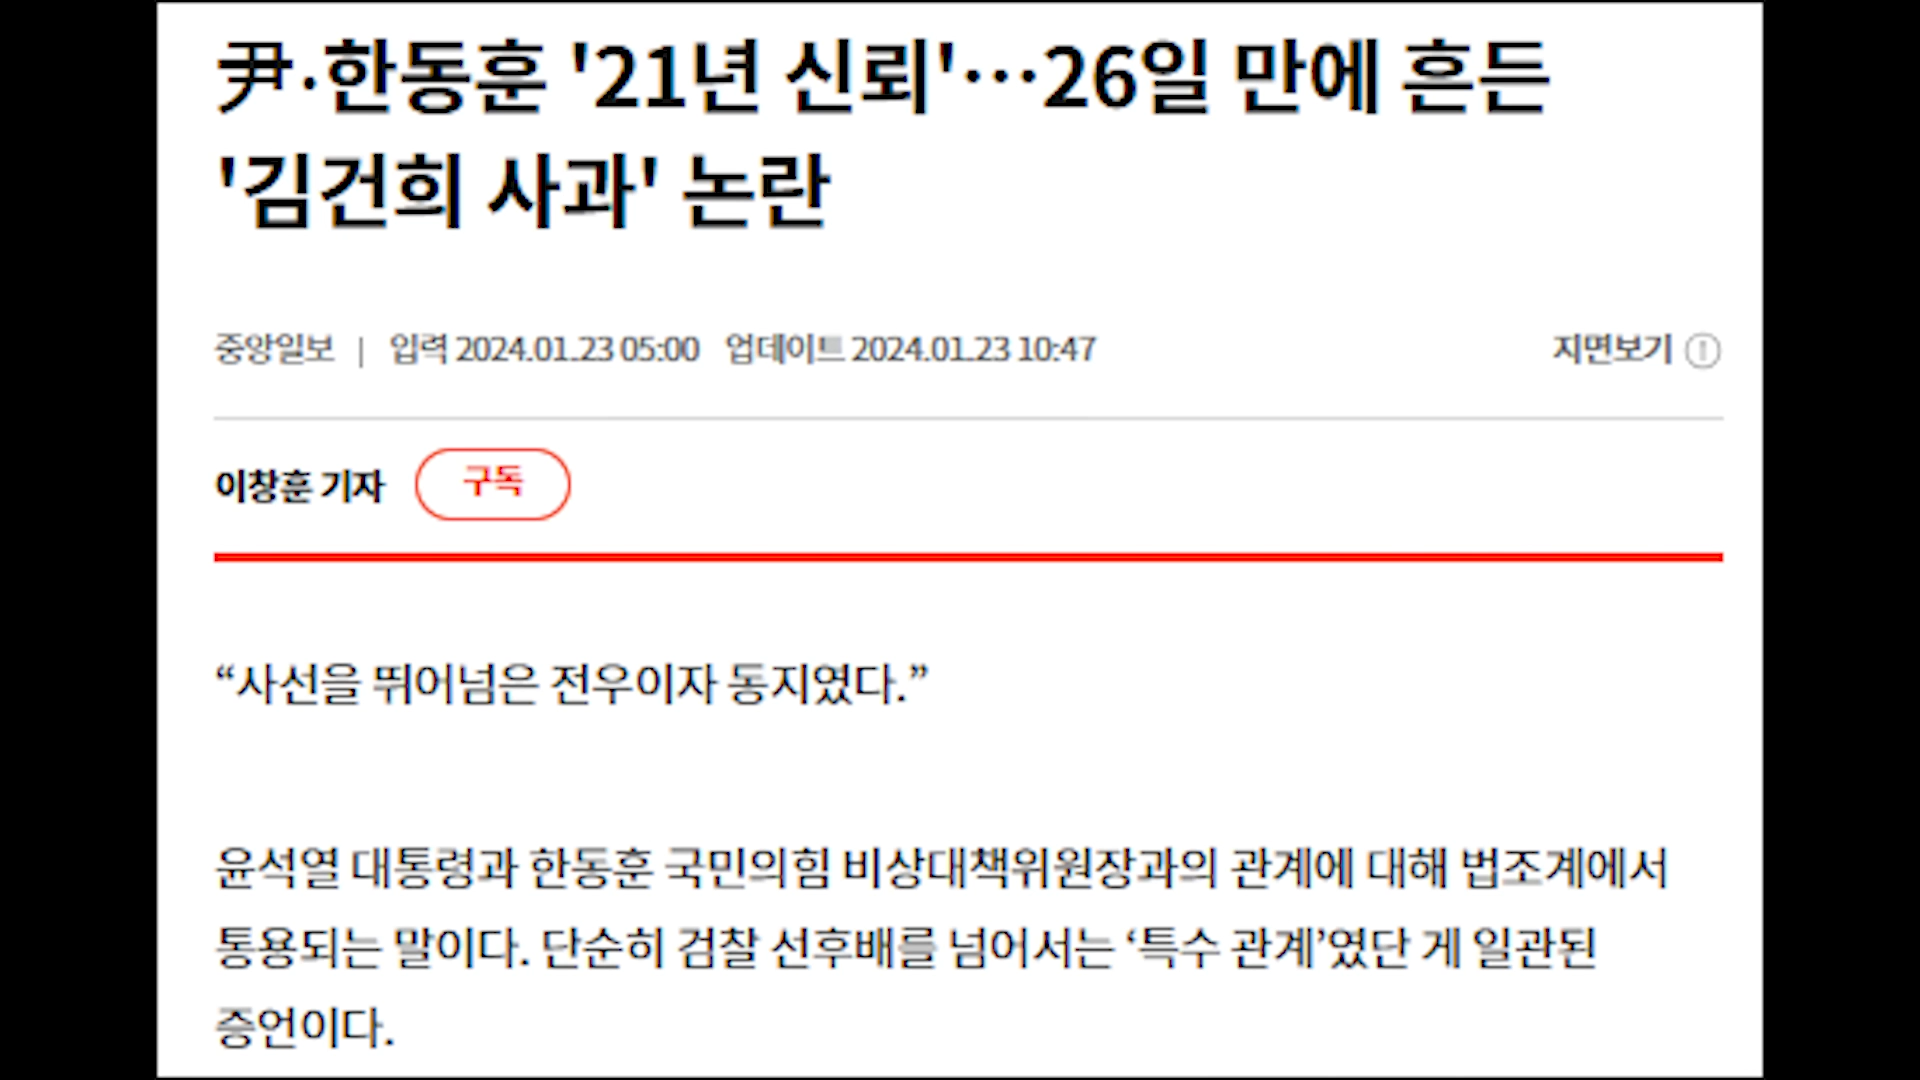 尹·한동훈 '21년 신뢰'…26일 만에 흔든
'김건희 사과' 논란
중앙일보 | 입력 2024.01.23 05:00 업데이트 2024.01.23 10:47 지면보기 ⓘ
이창훈 기자 구독
“사선을 뛰어넘은 전우이자 동지였다.”
윤석열 대통령과 한동훈 국민의힘 비상대책위원장과의 관계에 대해 법조계에서
통용되는 말이다. 단순히 검찰 선후배를 넘어서는 ‘특수 관계’였단 게 일관된
증언이다.